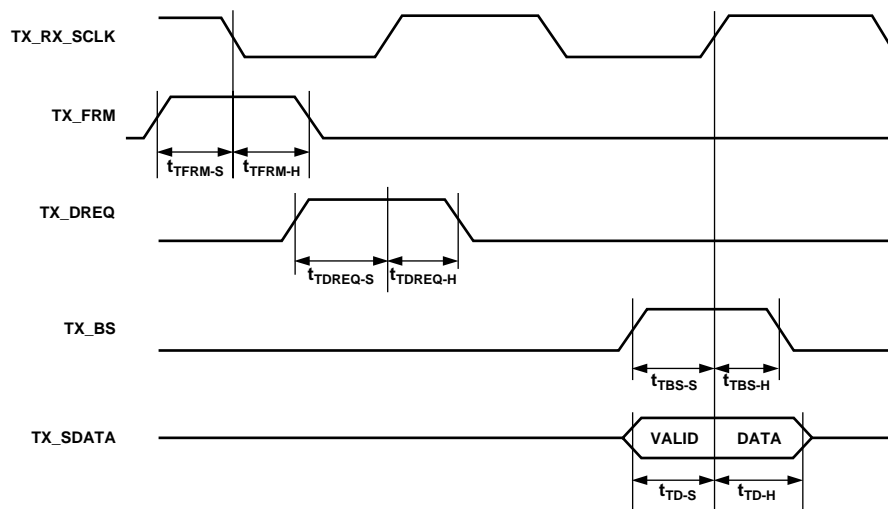 TX_RX_SCLK
TX_FRM
tTFRM-S tTFRM-H
TX_DREQ
tTDREQ-S tTDREQ-H
TX_BS
tTBS-S tTBS-H
TX_SDATA VALID DATA
tTD-S tTD-H